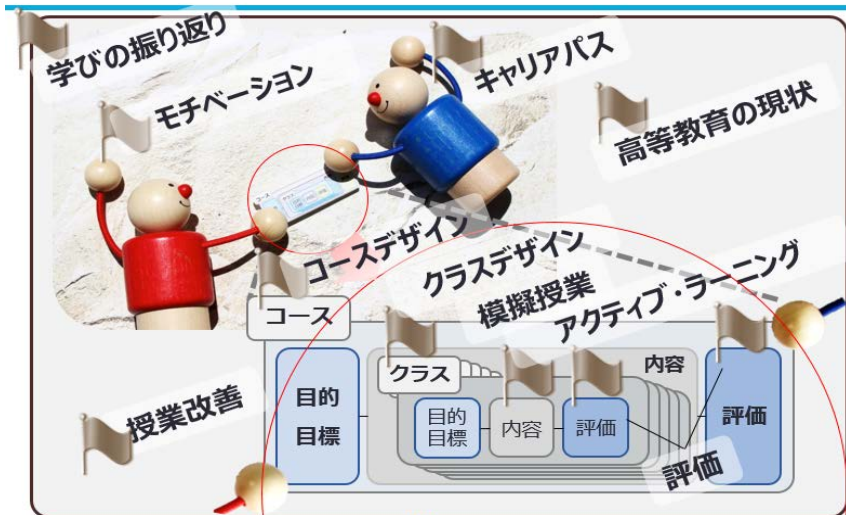 学びの振り返り
モチベーション
キャリアパス
高等教育の現状
コース
コースデザイン
クラスデザイン
模擬授業
アクティブ・ラーニング
コース
目的
目標
クラス
内容
目的
目標
内容
評価
評価
授業改善
評価